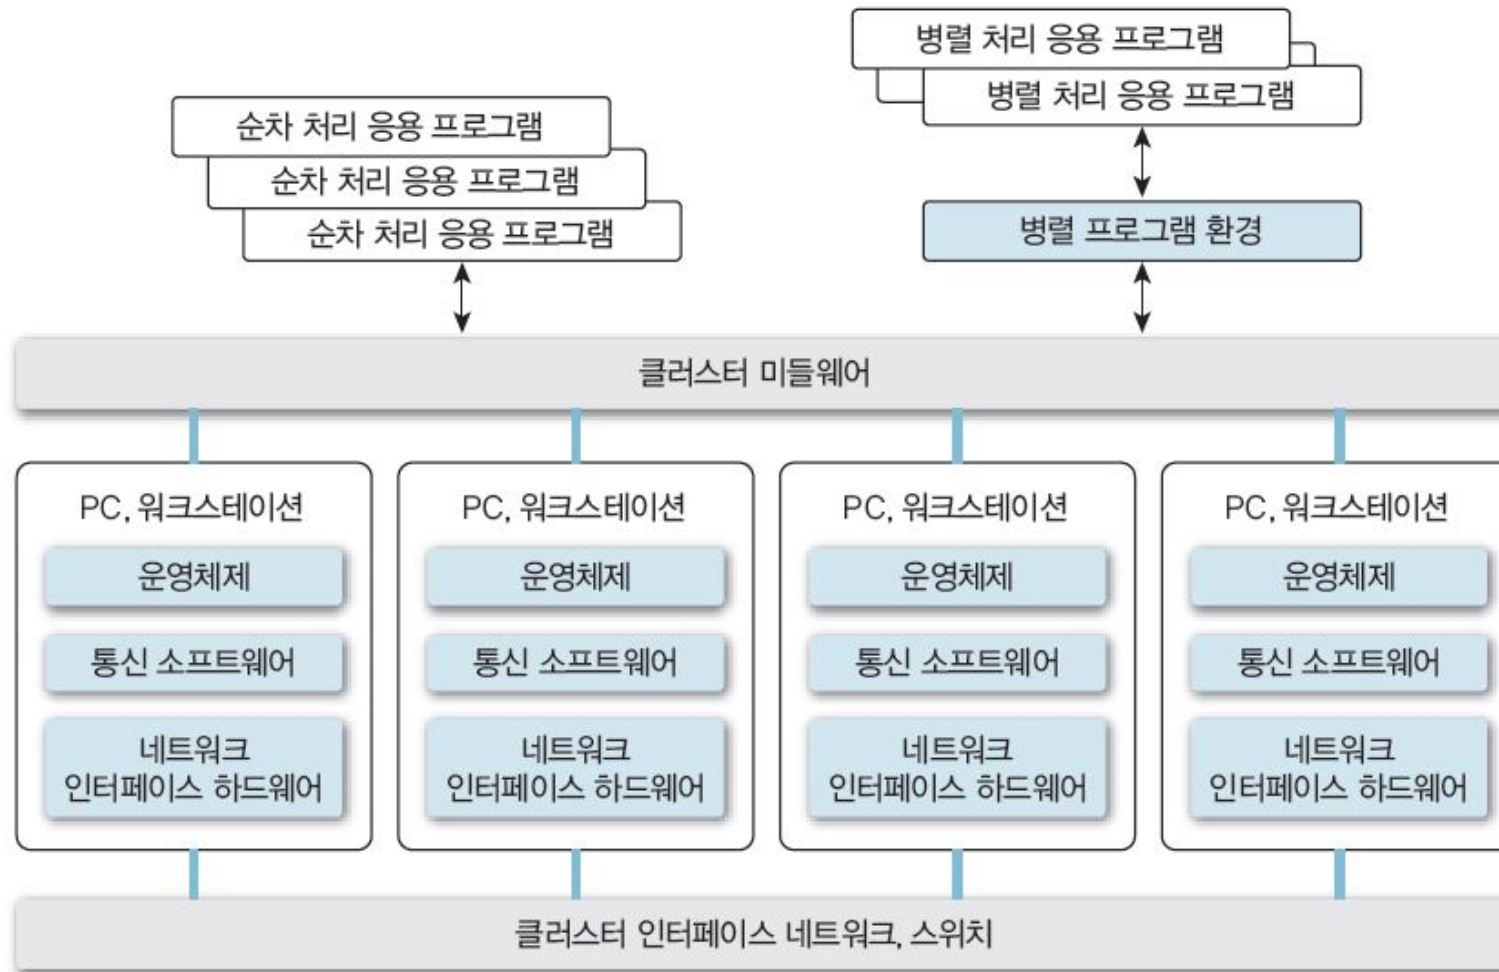 병렬 처리 응용 프로그램
병렬 처리 응용 프로그램
순차 처리 응용 프로그램
순차 처리 응용 프로그램
순차 처리 응용 프로그램
병렬 프로그램 환경
클러스터 미들웨어
PC, 워크스테이션
운영체제
통신 소프트웨어
네트워크
인터페이스 하드웨어
PC, 워크스테이션
운영체제
통신 소프트웨어
네트워크
인터페이스 하드웨어
PC, 워크스테이션
운영체제
통신 소프트웨어
네트워크
인터페이스 하드웨어
PC, 워크스테이션
운영체제
통신 소프트웨어
네트워크
인터페이스 하드웨어
클러스터 인터페이스 네트워크, 스위치